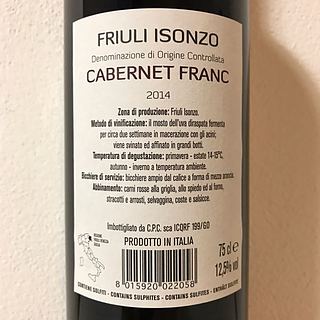 FRIULI ISONZO
Denominazione di Origine Controllata
CABERNET FRANC
2014
Zona di produzione: Friuli Isonzo.
Metodo di vinificazione: il mosto dell'uva diraspata fermenta
per circa due settimane in macerazione con gli acini;
viene svinato ed affinato in grandi botti.
Temperatura di degustazione: primavera - estate 14-15°C,
autunno - inverno a temperatura ambiente.
Bicchiere di servizio: bicchiere ampio dal calice a forma di mezza arancia.
Abbinamento: carni rosse alla griglia, allo spiedo ed al forno,
stracotti e arrosti, selvaggina, coste e salsicce.
Imbottigliato da C.P.C. sca ICQRF 199/GO
PRODOTTO IN ITALIA
75 cl e
12,5% vol
8 015920 022058
CONTIENE SOLFITI - CONTAINS SULPHITES - ENTHÄLT SULFITE